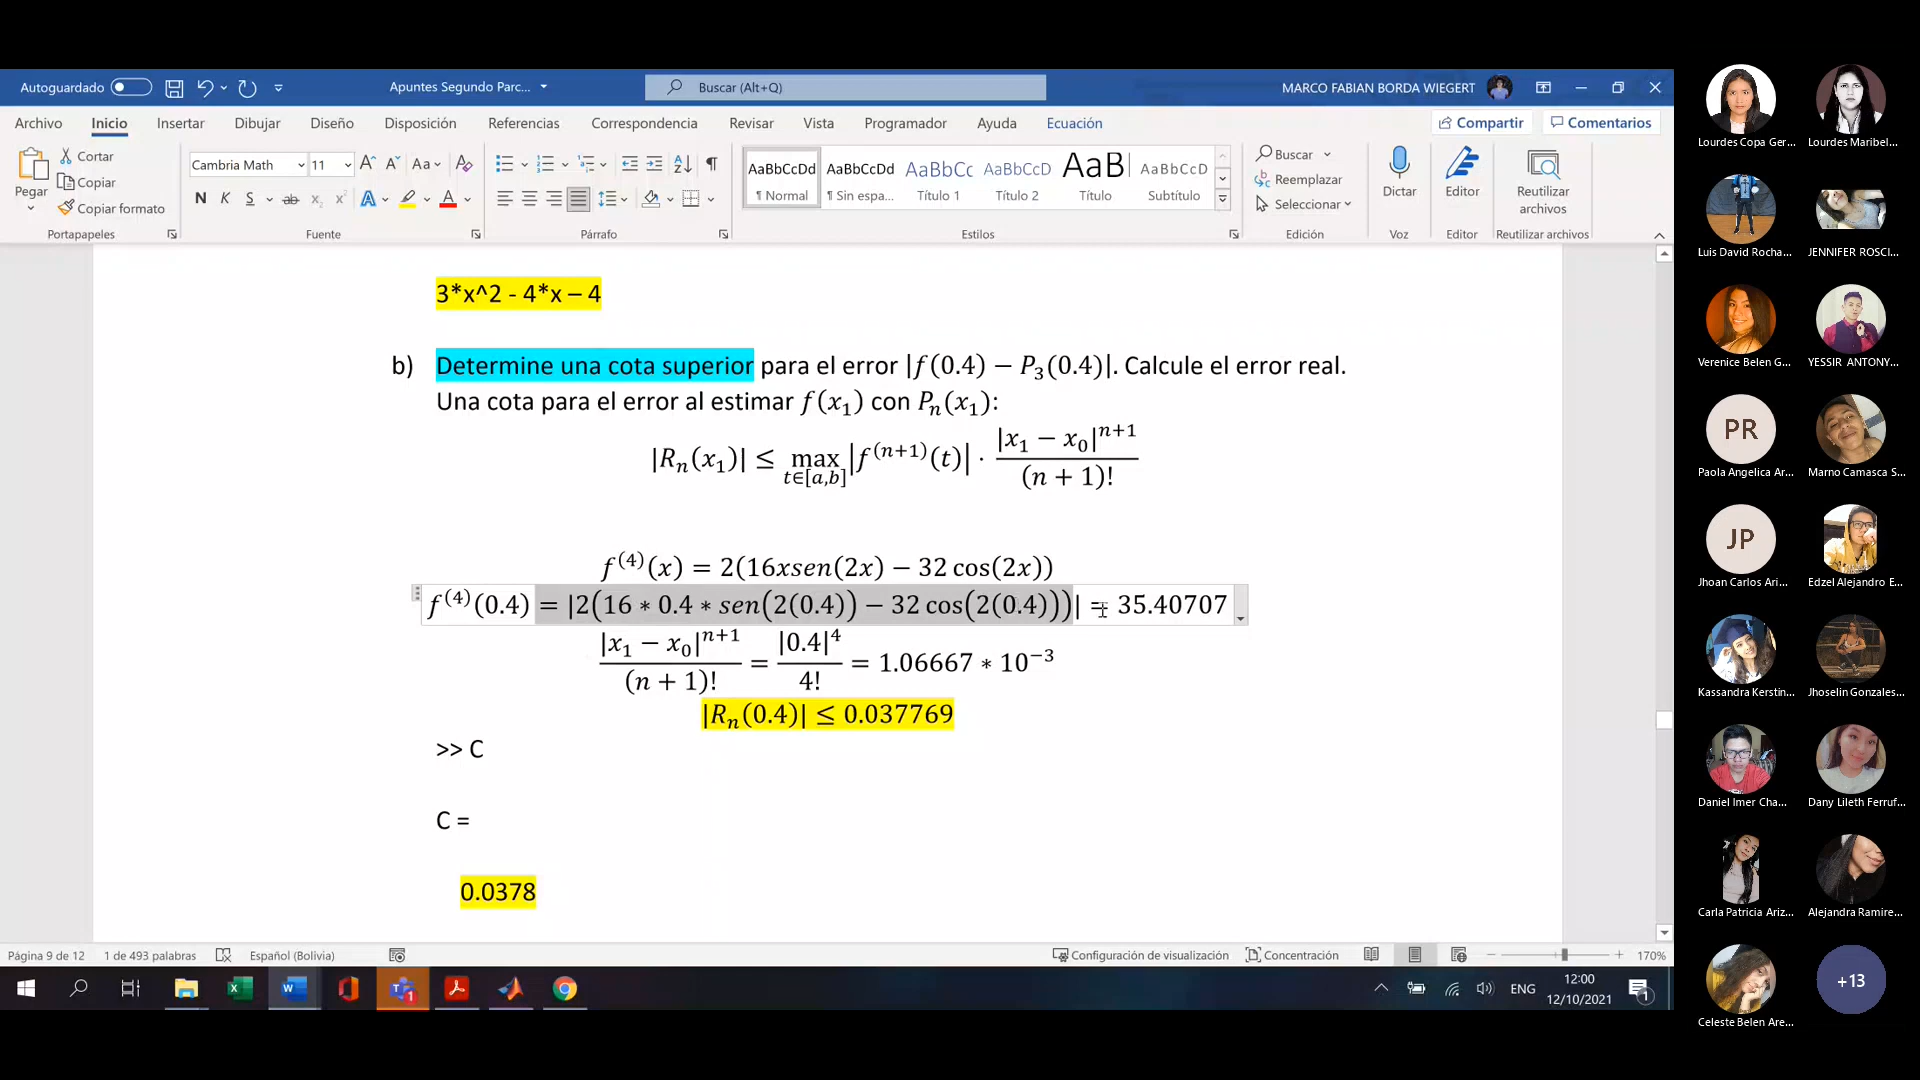 Autoguardado Apuntes Segundo Parc... Buscar (Alt+Q) MARCO FABIAN BORDA WIEGERT
Archivo Inicio Insertar Dibujar Diseño Disposición Referencias Correspondencia Revisar Vista Programador Ayuda Ecuación Compartir Comentarios
Pegar
Cortar
Copiar
Copiar formato
Portapapeles
Cambria Math 11 A A Aa A
N K S ab x₂ x² A A
Fuente
Párrafo
AaBbCcDd AaBbCcDd AaBbCc AaBbCcD AaB AaBbCcD
¶ Normal ¶ Sin espa... Título 1 Título 2 Título Subtítulo
Estilos
Buscar
Reemplazar
Seleccionar
Edición
Dictar
Voz
Editor
Editor
Reutilizar archivos
Reutilizar archivos
3*x^2 - 4*x – 4
b) Determine una cota superior para el error |f(0.4) − P₃(0.4)|. Calcule el error real.
Una cota para el error al estimar f(x₁) con Pₙ(x₁):
|Rₙ(x₁)| ≤ max t∈[a,b] |f⁽ⁿ⁺¹⁾(t)| · |x₁ − x₀|ⁿ⁺¹ / (n + 1)!
f⁽⁴⁾(x) = 2(16xsen(2x) − 32 cos(2x))
f⁽⁴⁾(0.4) = |2(16 ∗ 0.4 ∗ sen(2(0.4)) − 32 cos(2(0.4)))| = 35.40707
|x₁ − x₀|ⁿ⁺¹ / (n + 1)! = |0.4|⁴ / 4! = 1.06667 ∗ 10⁻³
|Rₙ(0.4)| ≤ 0.037769
>> C
C =
0.0378
Página 9 de 12 1 de 493 palabras Español (Bolivia) Configuración de visualización Concentración 170%
ENG 12:00
12/10/2021
Lourdes Copa Ger... Lourdes Maribel...
Luis David Rocha... JENNIFER ROSCI...
Verenice Belen G... YESSIR ANTONY...
PR
Paola Angelica Ar... Marno Camasca S...
JP
Jhoan Carlos Ari... Edzel Alejandro E...
Kassandra Kerstin... Jhoselin Gonzales...
Daniel Imer Cha... Dany Lileth Ferruf...
Carla Patricia Ariz... Alejandra Ramire...
+13
Celeste Belen Are...